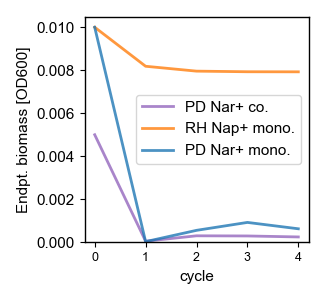 Endpt. biomass [OD600]
0.010
0.008
0.006
0.004
0.002
0.000
PD Nar+ co.
RH Nap+ mono.
PD Nar+ mono.
0 1 2 3 4
cycle